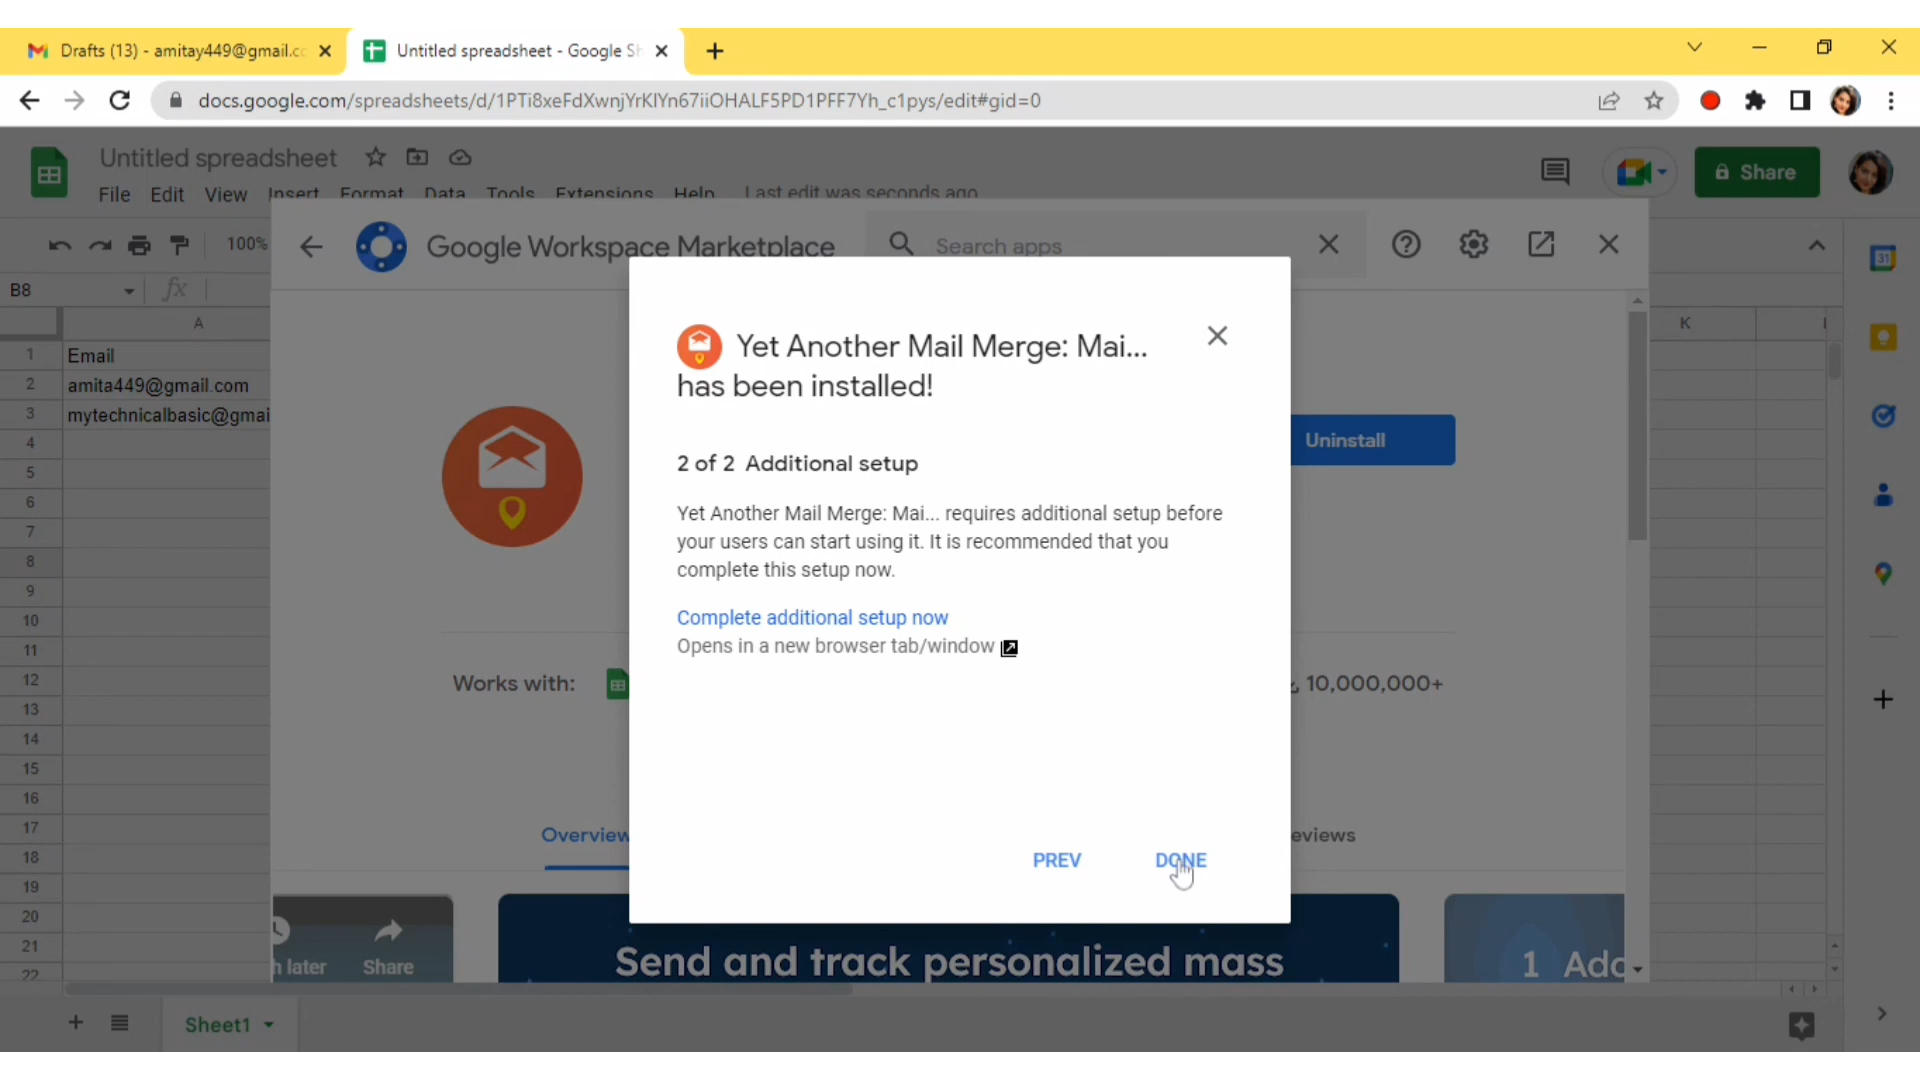 Drafts (13) - amitay449@gmail.c
Untitled spreadsheet - Google Sh
docs.google.com/spreadsheets/d/1PTi8xeFdXwnjYrKlYn67iiOHALF5PD1PFF7Yh_c1pys/edit#gid=0
Untitled spreadsheet
File Edit View Insert Format Data Tools Extensions Help Last edit was seconds ago
Share
100%
Google Workspace Marketplace
Search apps
31
B8
fx
A
K
1 Email
2 amita449@gmail.com
3 mytechnicalbasic@gmai
4
5
6
7
8
9
10
11
12
13
14
15
16
17
18
19
20
21
22
Yet Another Mail Merge: Mai...
has been installed!
Uninstall
2 of 2 Additional setup
Yet Another Mail Merge: Mai... requires additional setup before
your users can start using it. It is recommended that you
complete this setup now.
Complete additional setup now
Opens in a new browser tab/window
Works with:
10,000,000+
Overview
eviews
PREV
DONE
h later
Share
Send and track personalized mass
1 Add
Sheet1